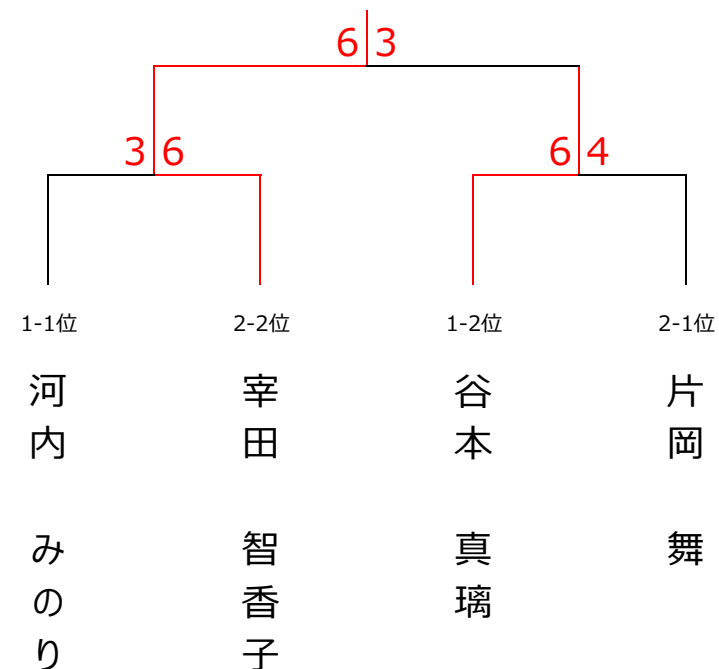 6 3
3 6
6 4
1-1位
2-2位
1-2位
2-1位
河内 みのり
宰田 智香子
谷本 真璃
片岡 舞